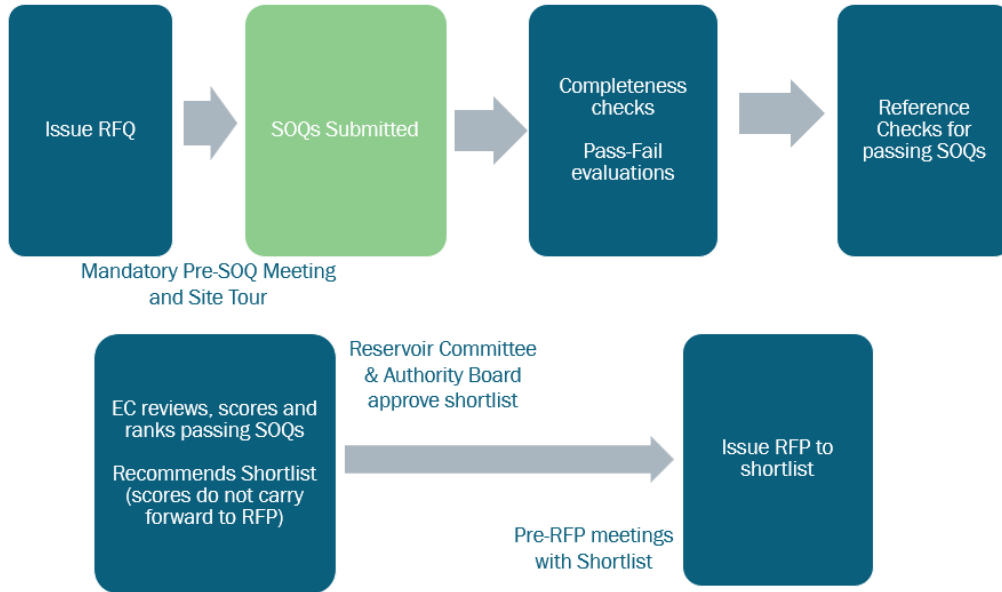 Issue RFQ
SOQs Submitted
Completeness
checks
Pass-Fail
evaluations
Reference
Checks for
passing SOQs
Mandatory Pre-SOQ Meeting
and Site Tour
EC reviews, scores and
ranks passing SOQs
Recommends Shortlist
(scores do not carry
forward to RFP)
Reservoir Committee
& Authority Board
approve shortlist
Pre-RFP meetings
with Shortlist
Issue RFP to
shortlist